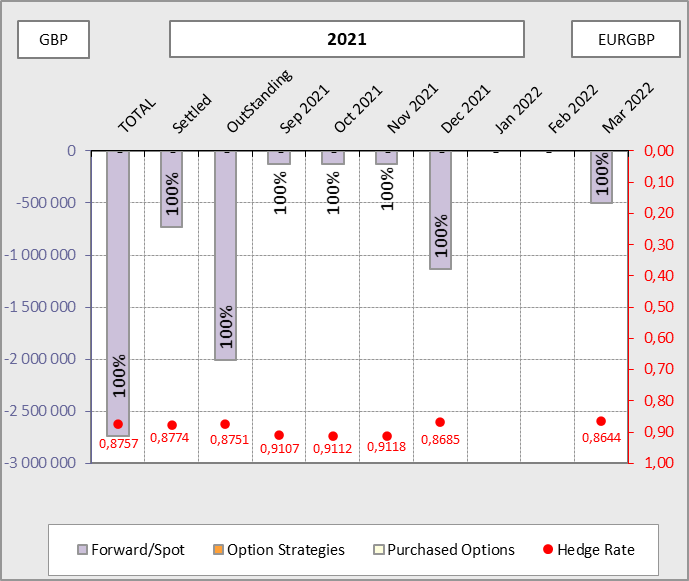 GBP
2021
EURGBP
TOTAL
Settled
OutStanding
Sep 2021
Oct 2021
Nov 2021
Dec 2021
Jan 2022
Feb 2022
Mar 2022
0
-500 000
-1 000 000
-1 500 000
-2 000 000
-2 500 000
-3 000 000
100%
100%
100%
100%
100%
100%
100%
100%
0,8757
0,8774
0,8751
0,9107
0,9112
0,9118
0,8685
0,8644
0,00
0,10
0,20
0,30
0,40
0,50
0,60
0,70
0,80
0,90
1,00
Forward/Spot
Option Strategies
Purchased Options
Hedge Rate